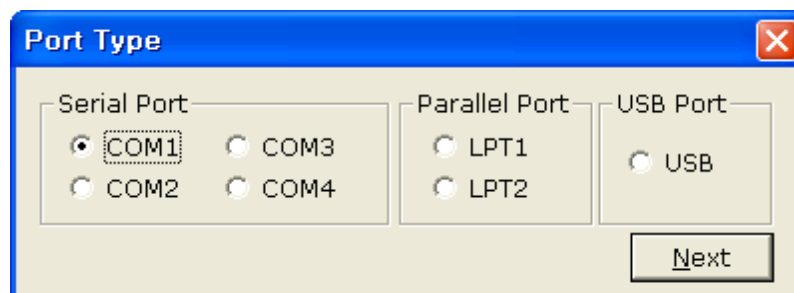 Port Type
Serial Port Parallel Port USB Port
COM1 COM3 LPT1 USB
COM2 COM4 LPT2
Next